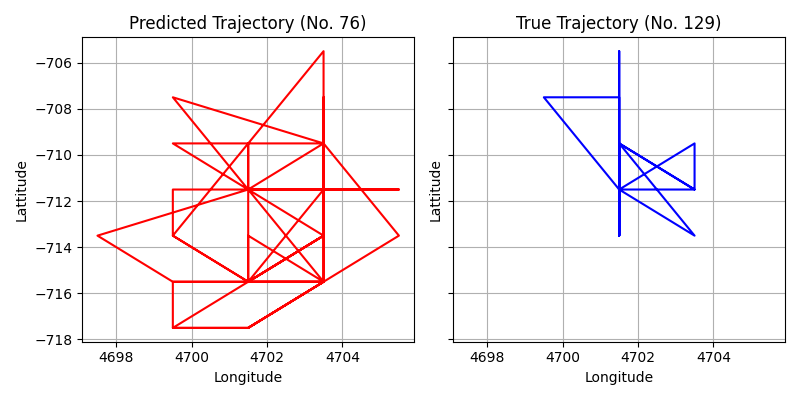 Predicted Trajectory (No. 76)
True Trajectory (No. 129)
Lattitude
−706
−708
−710
−712
−714
−716
−718
4698
4700
4702
4704
Longitude
Lattitude
4698
4700
4702
4704
Longitude